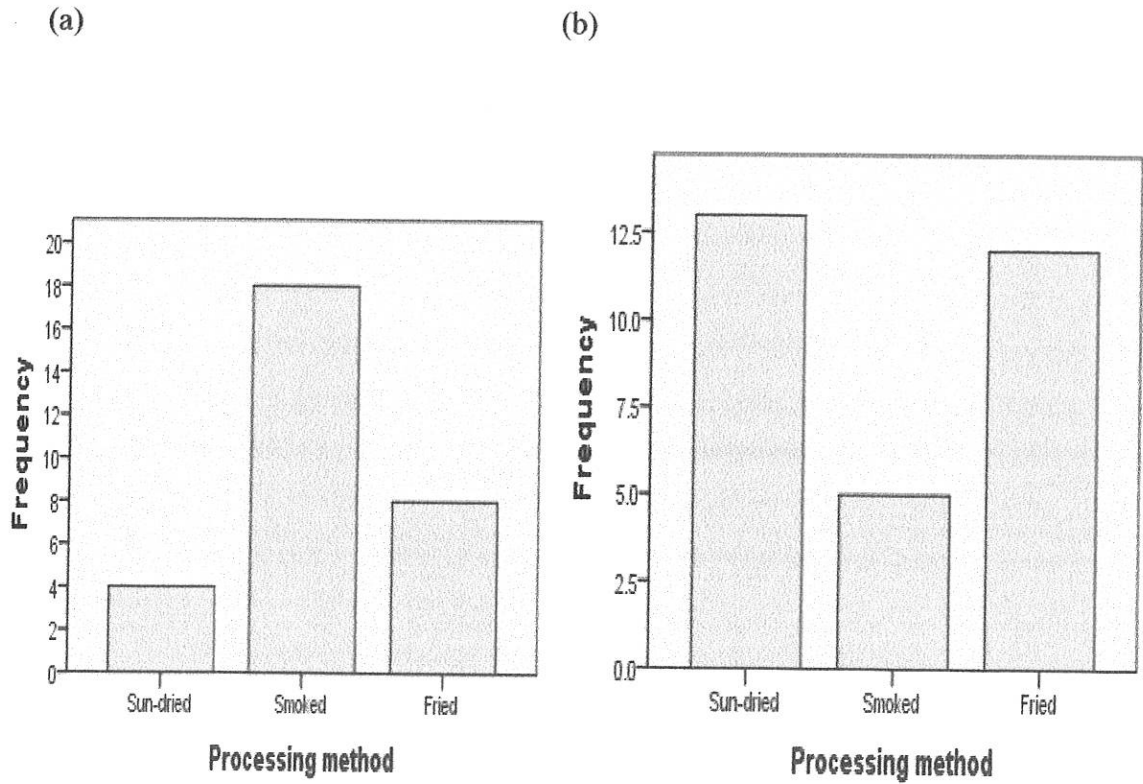 (a)
(b)
Frequency
20
18
16
14
12
10
8
6
4
2
0
Sun-dried Smoked Fried
Processing method
Frequency
12.5
10.0
7.5
5.0
2.5
0.0
Sun-dried Smoked Fried
Processing method